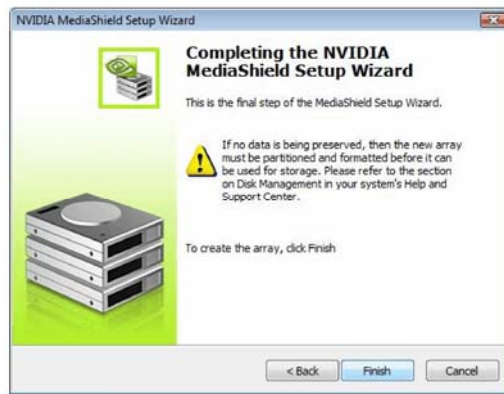 NVIDIA MediaShield Setup Wizard
Completing the NVIDIA
MediaShield Setup Wizard
This is the final step of the MediaShield Setup Wizard.
If no data is being preserved, then the new array
must be partitioned and formatted before it can
be used for storage. Please refer to the section
on Disk Management in your system's Help and
Support Center.
To create the array, click Finish
< Back
Finish
Cancel